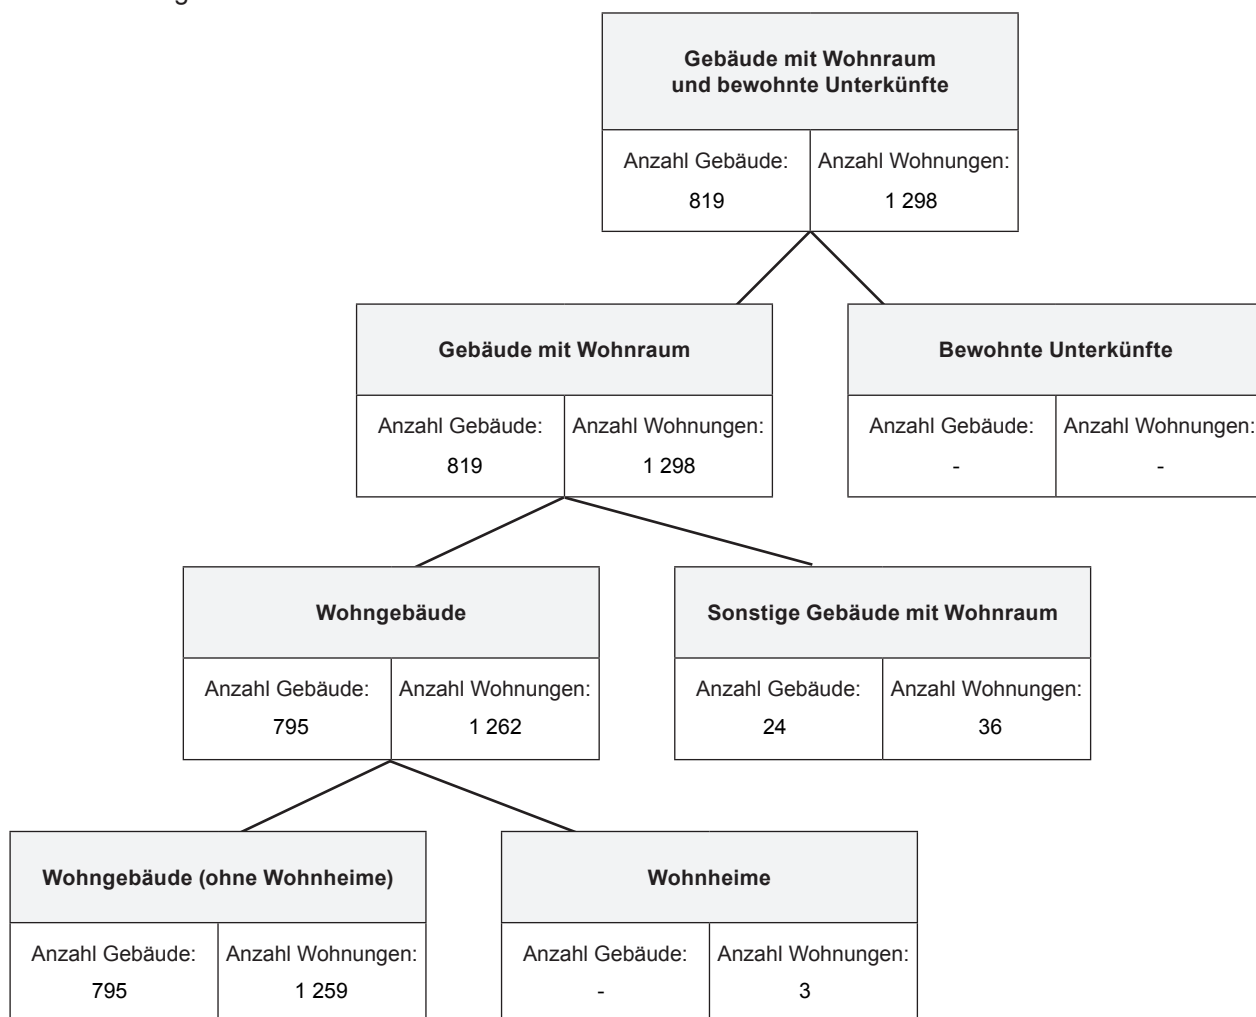 Gebäude mit Wohnraum
und bewohnte Unterkünfte
Anzahl Gebäude:
819
Anzahl Wohnungen:
1 298
Gebäude mit Wohnraum
Anzahl Gebäude:
819
Anzahl Wohnungen:
1 298
Bewohnte Unterkünfte
Anzahl Gebäude:
-
Anzahl Wohnungen:
-
Wohngebäude
Anzahl Gebäude:
795
Anzahl Wohnungen:
1 262
Sonstige Gebäude mit Wohnraum
Anzahl Gebäude:
24
Anzahl Wohnungen:
36
Wohngebäude (ohne Wohnheime)
Anzahl Gebäude:
795
Anzahl Wohnungen:
1 259
Wohnheime
Anzahl Gebäude:
-
Anzahl Wohnungen:
3